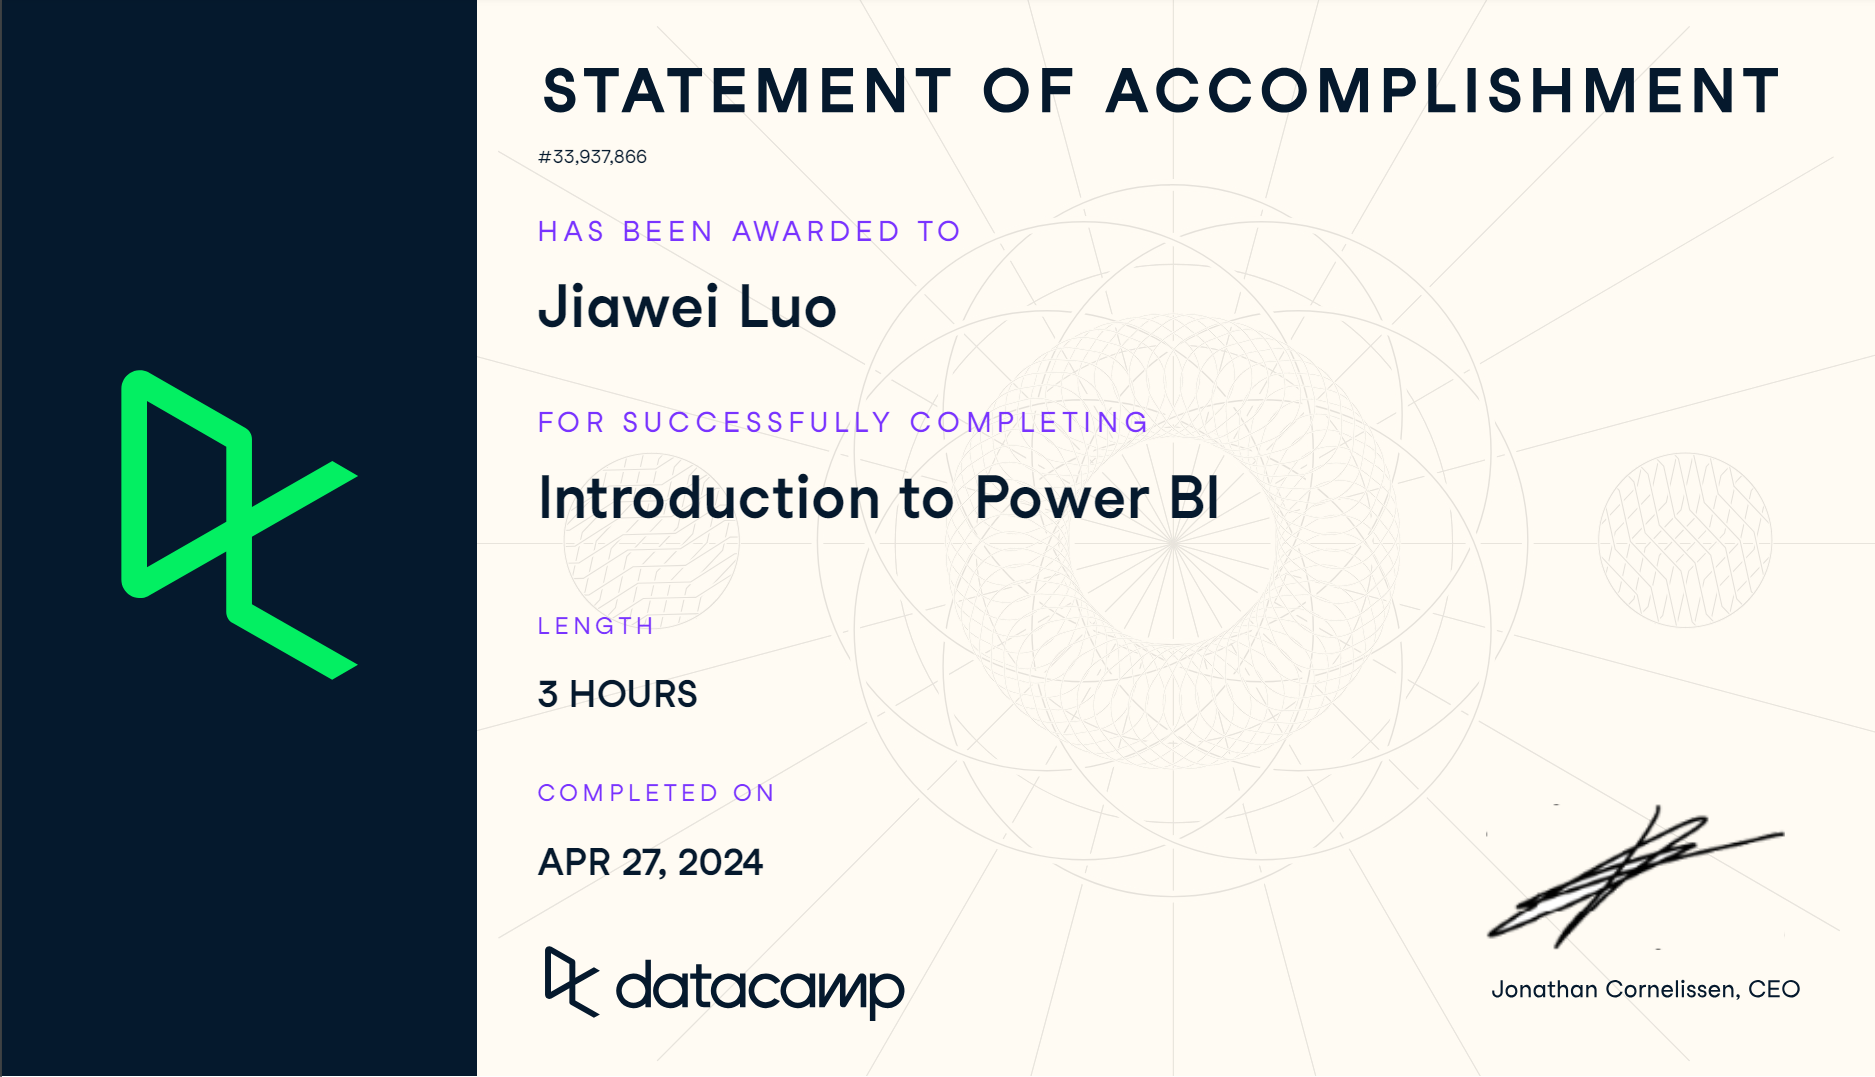 STATEMENT OF ACCOMPLISHMENT
#33,937,866
HAS BEEN AWARDED TO
Jiawei Luo
FOR SUCCESSFULLY COMPLETING
Introduction to Power BI
LENGTH
3 HOURS
COMPLETED ON
APR 27, 2024
datacamp
Jonathan Cornelissen, CEO